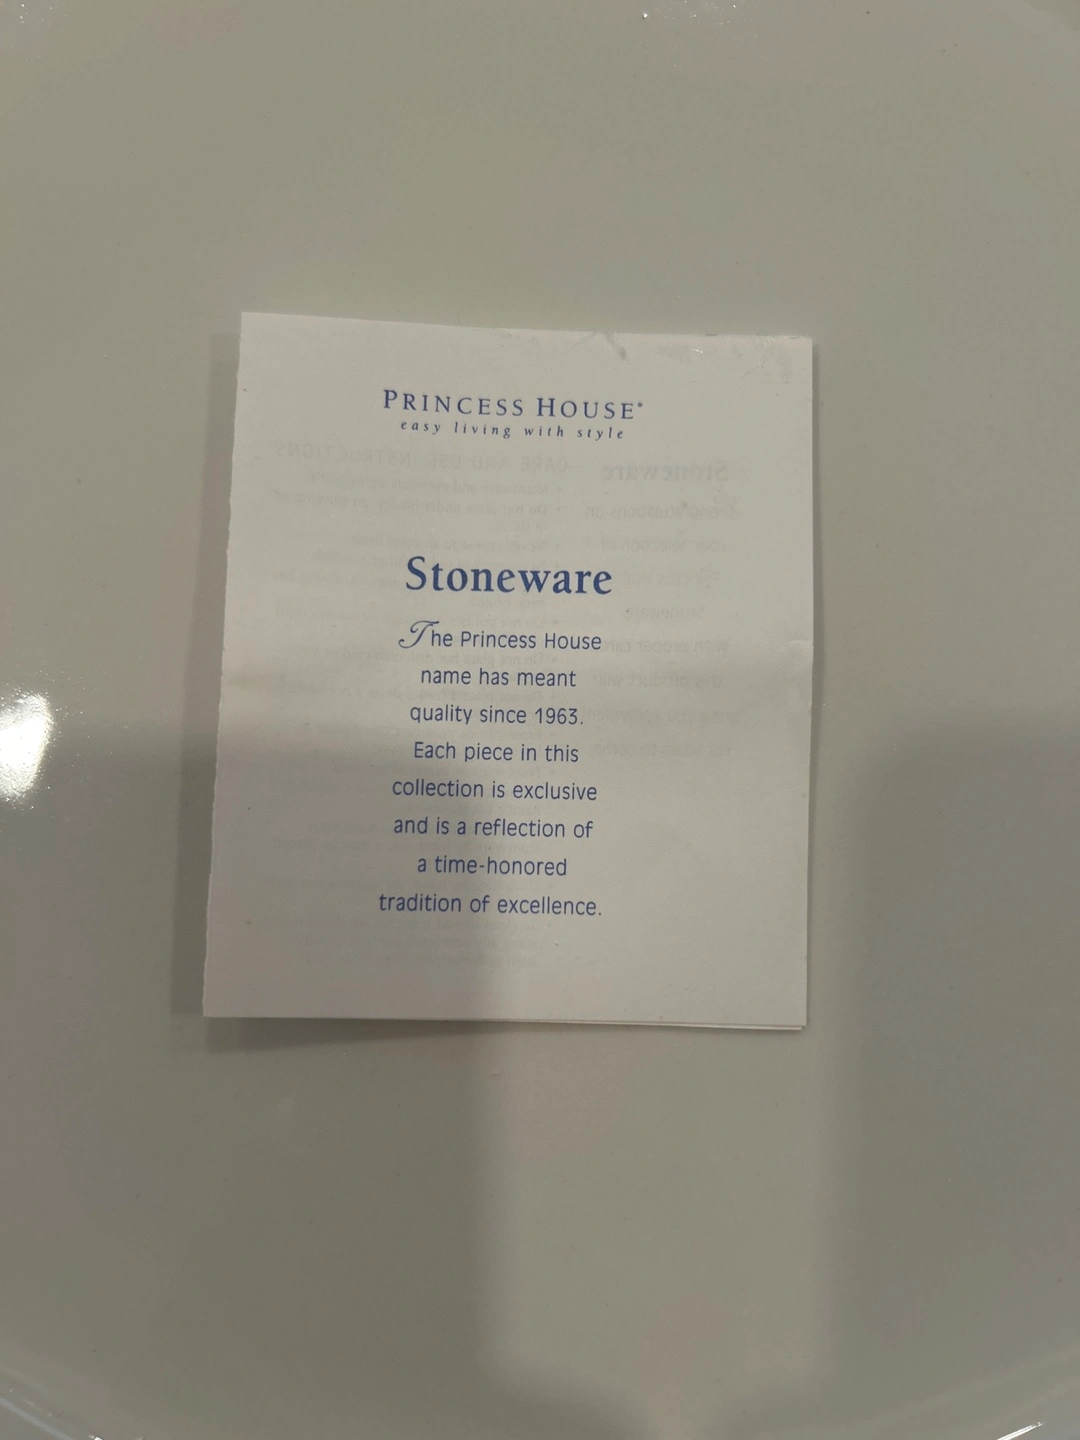 PRINCESS HOUSE®
easy living with style
Stoneware
The Princess House
name has meant
quality since 1963.
Each piece in this
collection is exclusive
and is a reflection of
a time-honored
tradition of excellence.